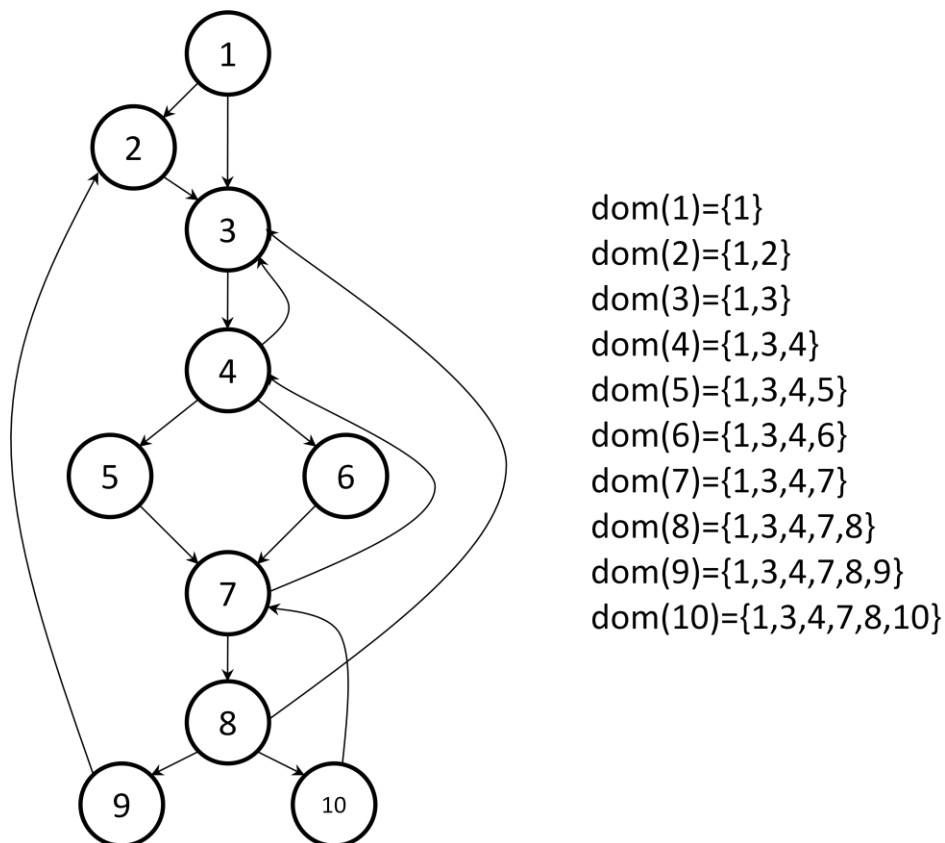 1
2
3
4
5
6
7
8
9
10
dom(1)={1}
dom(2)={1,2}
dom(3)={1,3}
dom(4)={1,3,4}
dom(5)={1,3,4,5}
dom(6)={1,3,4,6}
dom(7)={1,3,4,7}
dom(8)={1,3,4,7,8}
dom(9)={1,3,4,7,8,9}
dom(10)={1,3,4,7,8,10}